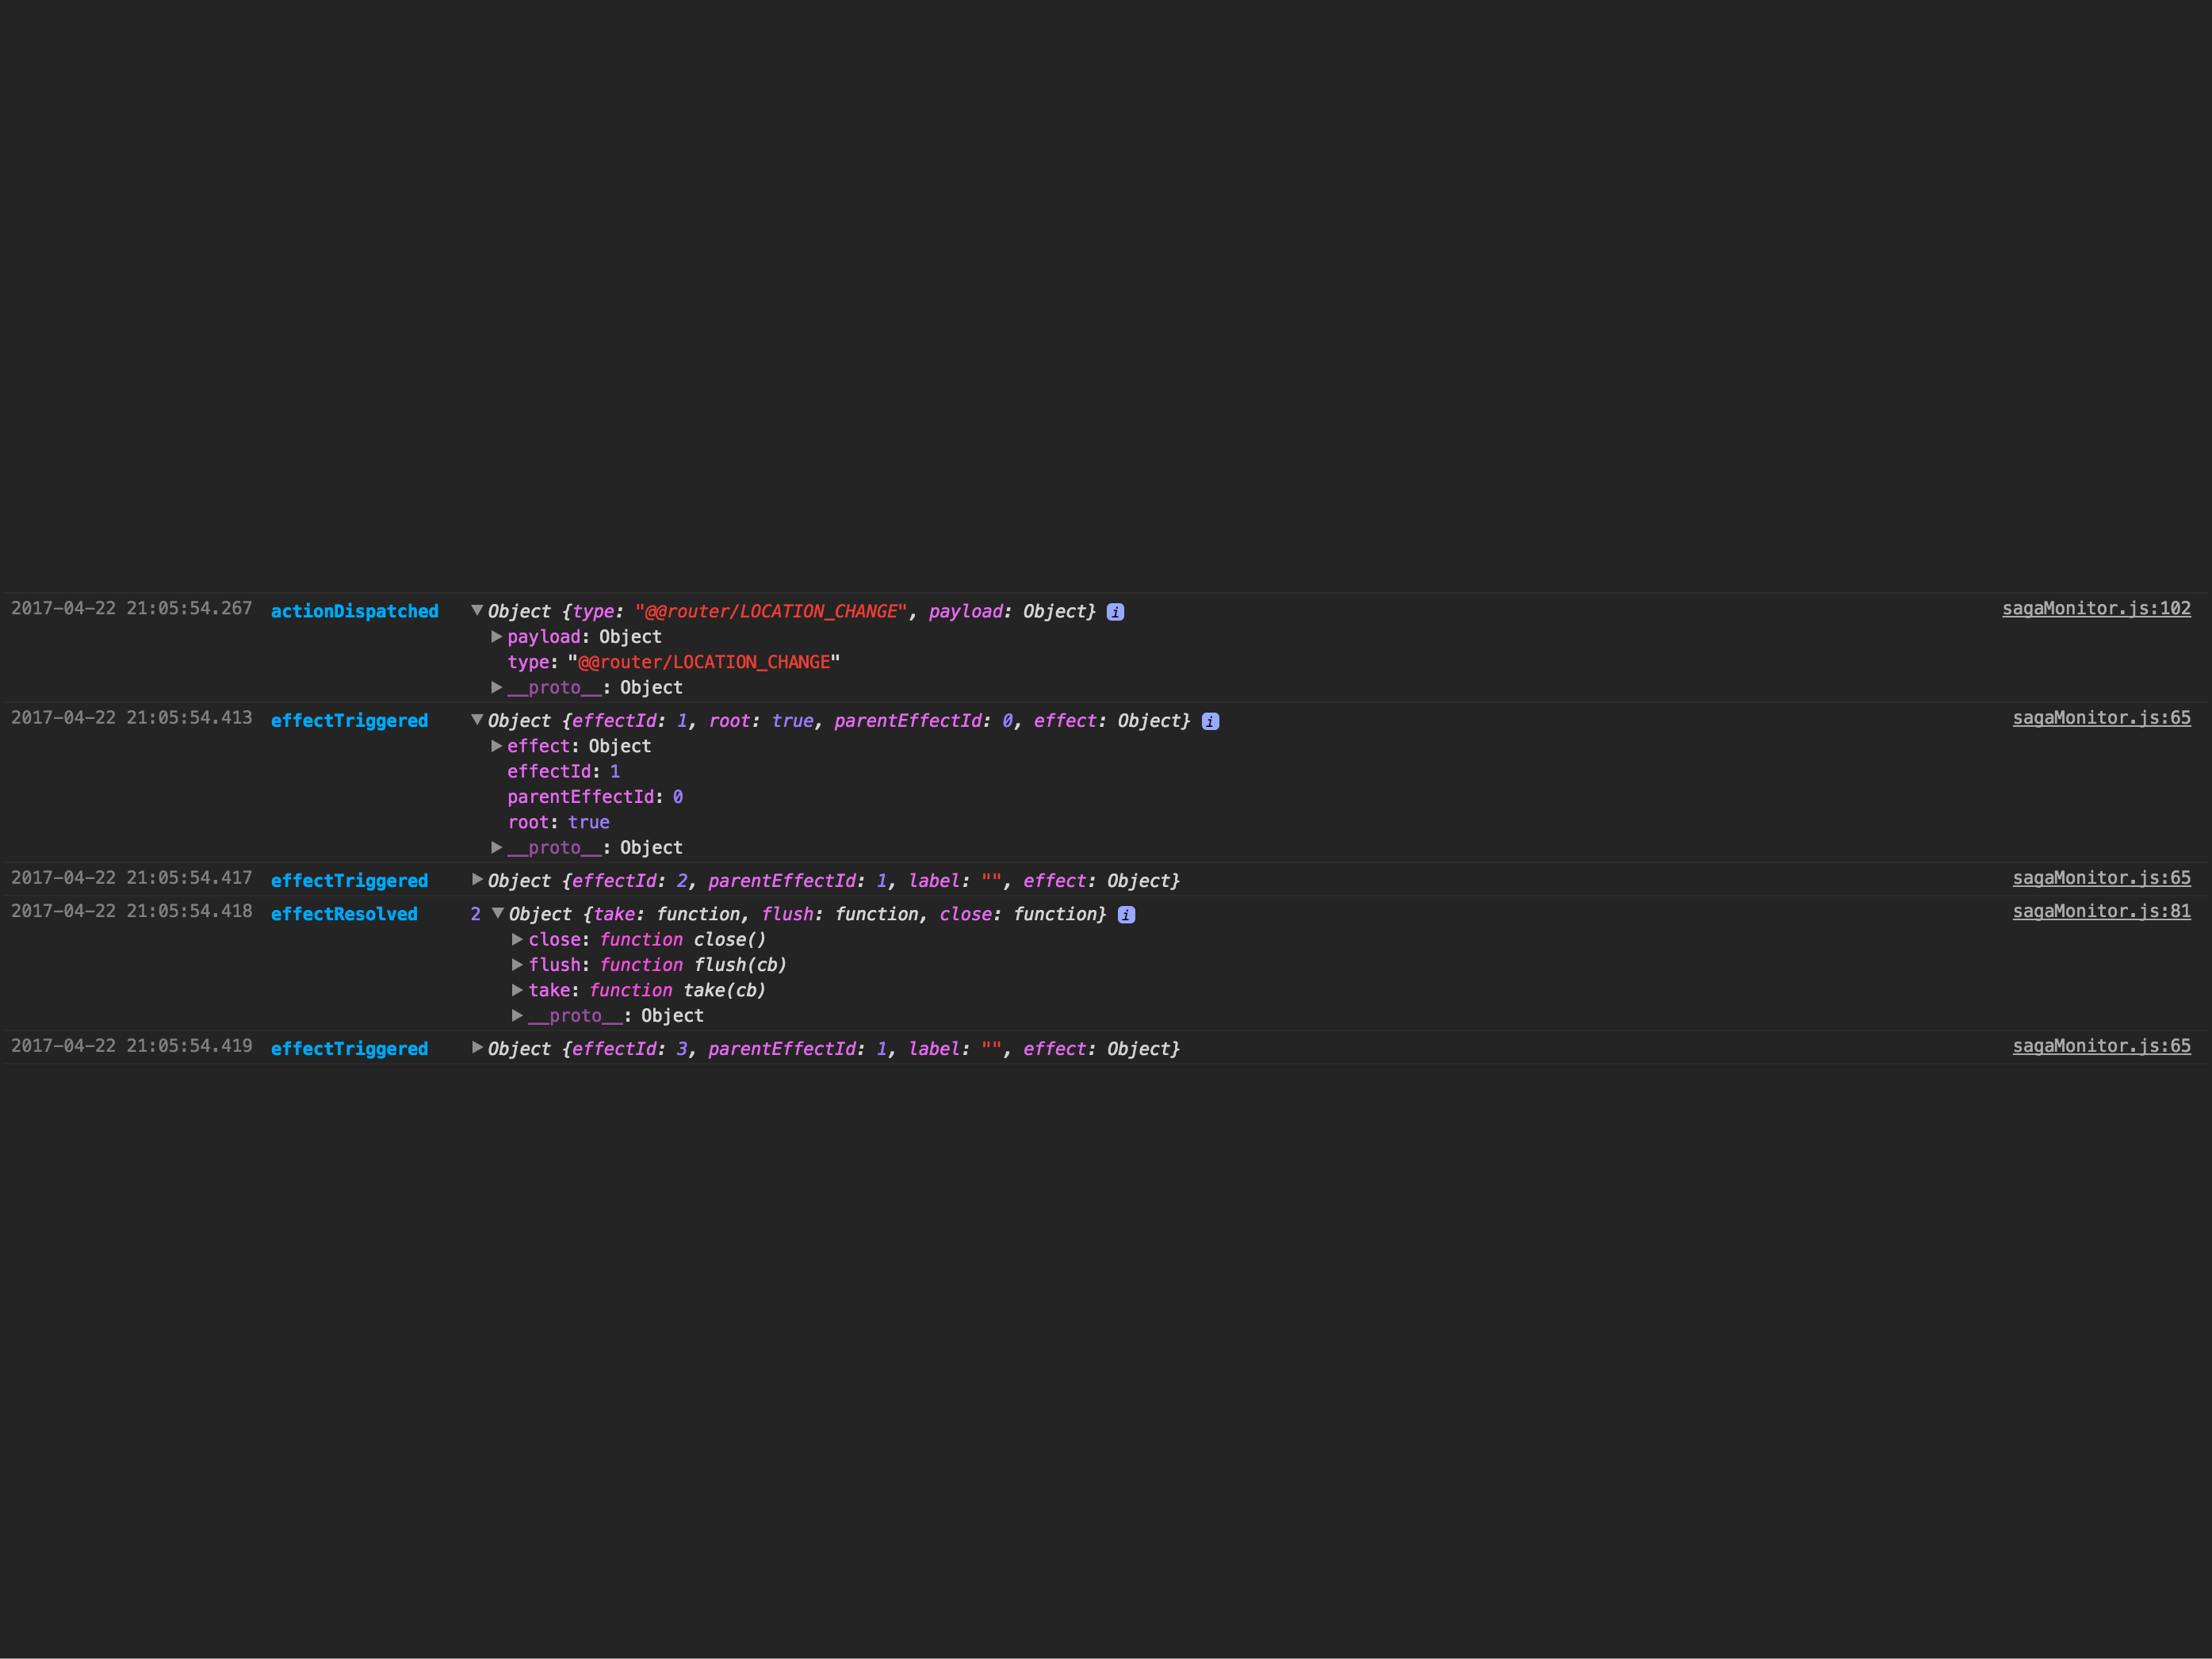 2017-04-22 21:05:54.267 actionDispatched ▼Object {type: "@@router/LOCATION_CHANGE", payload: Object} i sagaMonitor.js:102
▶payload: Object
type: "@@router/LOCATION_CHANGE"
▶__proto__: Object
2017-04-22 21:05:54.413 effectTriggered ▼Object {effectId: 1, root: true, parentEffectId: 0, effect: Object} i sagaMonitor.js:65
▶effect: Object
effectId: 1
parentEffectId: 0
root: true
▶__proto__: Object
2017-04-22 21:05:54.417 effectTriggered ▶Object {effectId: 2, parentEffectId: 1, label: "", effect: Object} sagaMonitor.js:65
2017-04-22 21:05:54.418 effectResolved 2 ▼Object {take: function, flush: function, close: function} i sagaMonitor.js:81
▶close: function close()
▶flush: function flush(cb)
▶take: function take(cb)
▶__proto__: Object
2017-04-22 21:05:54.419 effectTriggered ▶Object {effectId: 3, parentEffectId: 1, label: "", effect: Object} sagaMonitor.js:65